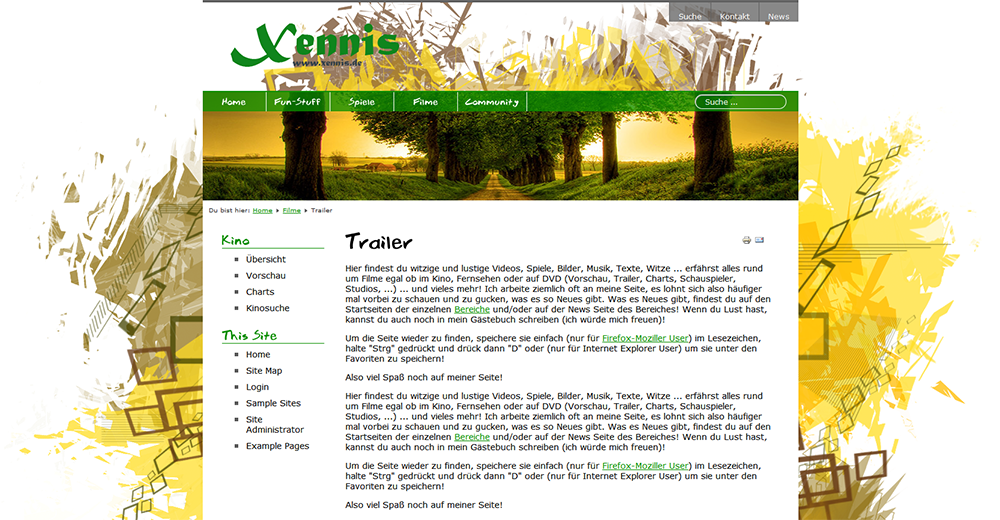 Suche Kontakt News
Xennis
www.xennis.de
Home Fun-Stuff Spiele Filme Community Suche ...
Du bist hier: Home Filme Trailer
Kino
Übersicht
Vorschau
Charts
Kinosuche
This Site
Home
Site Map
Login
Sample Sites
Site
Administrator
Example Pages
Trailer
Hier findest du witzige und lustige Videos, Spiele, Bilder, Musik, Texte, Witze ... erfährst alles rund
um Filme egal ob im Kino, Fernsehen oder auf DVD (Vorschau, Trailer, Charts, Schauspieler,
Studios, ...) ... und vieles mehr! Ich arbeite ziemlich oft an meine Seite, es lohnt sich also häufiger
mal vorbei zu schauen und zu gucken, was es so Neues gibt. Was es Neues gibt, findest du auf den
Startseiten der einzelnen Bereiche und/oder auf der News Seite des Bereiches! Wenn du Lust hast,
kannst du auch noch in mein Gästebuch schreiben (ich würde mich freuen)!
Um die Seite wieder zu finden, speichere sie einfach (nur für Firefox-Moziller User) im Lesezeichen,
halte "Strg" gedrückt und drück dann "D" oder (nur für Internet Explorer User) um sie unter den
Favoriten zu speichern!
Also viel Spaß noch auf meiner Seite!
Hier findest du witzige und lustige Videos, Spiele, Bilder, Musik, Texte, Witze ... erfährst alles rund
um Filme egal ob im Kino, Fernsehen oder auf DVD (Vorschau, Trailer, Charts, Schauspieler,
Studios, ...) ... und vieles mehr! Ich arbeite ziemlich oft an meine Seite, es lohnt sich also häufiger
mal vorbei zu schauen und zu gucken, was es so Neues gibt. Was es Neues gibt, findest du auf den
Startseiten der einzelnen Bereiche und/oder auf der News Seite des Bereiches! Wenn du Lust hast,
kannst du auch noch in mein Gästebuch schreiben (ich würde mich freuen)!
Um die Seite wieder zu finden, speichere sie einfach (nur für Firefox-Moziller User) im Lesezeichen,
halte "Strg" gedrückt und drück dann "D" oder (nur für Internet Explorer User) um sie unter den
Favoriten zu speichern!
Also viel Spaß noch auf meiner Seite!